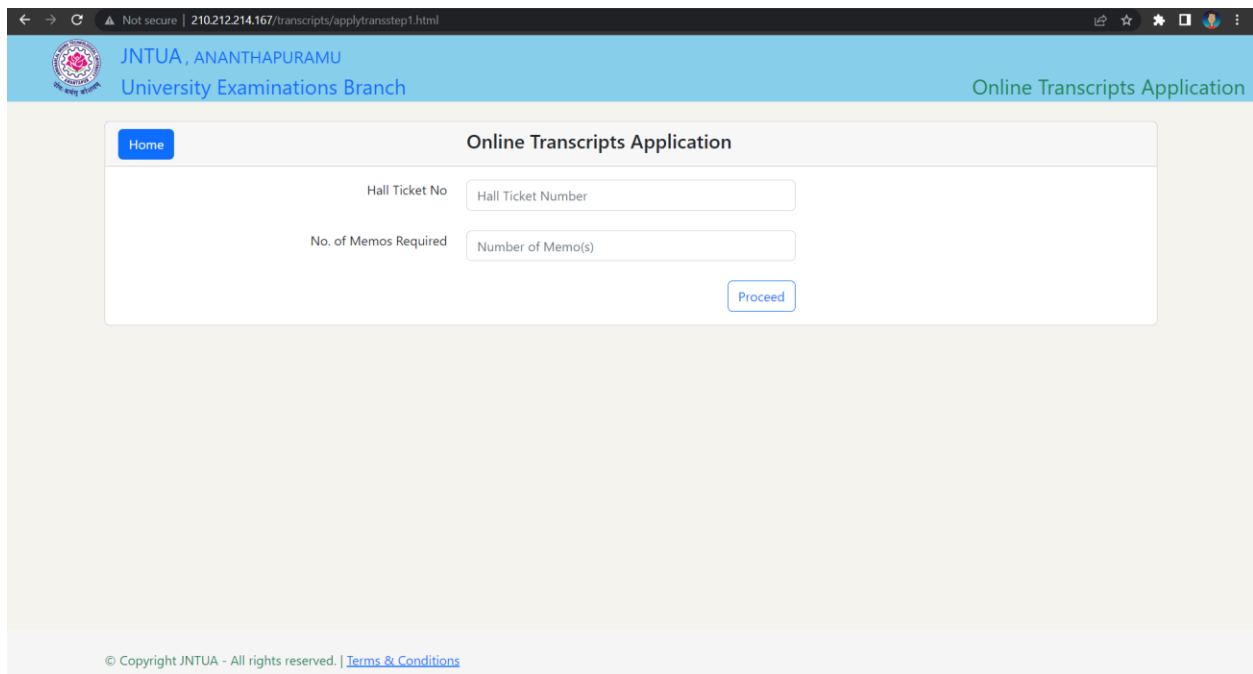 Not secure | 210.212.214.167/transcripts/applytransstep1.html
JNTUA, ANANTHAPURAMU
University Examinations Branch
Online Transcripts Application
Home
Online Transcripts Application
Hall Ticket No
Hall Ticket Number
No. of Memos Required
Number of Memo(s)
Proceed
© Copyright JNTUA - All rights reserved. | Terms & Conditions